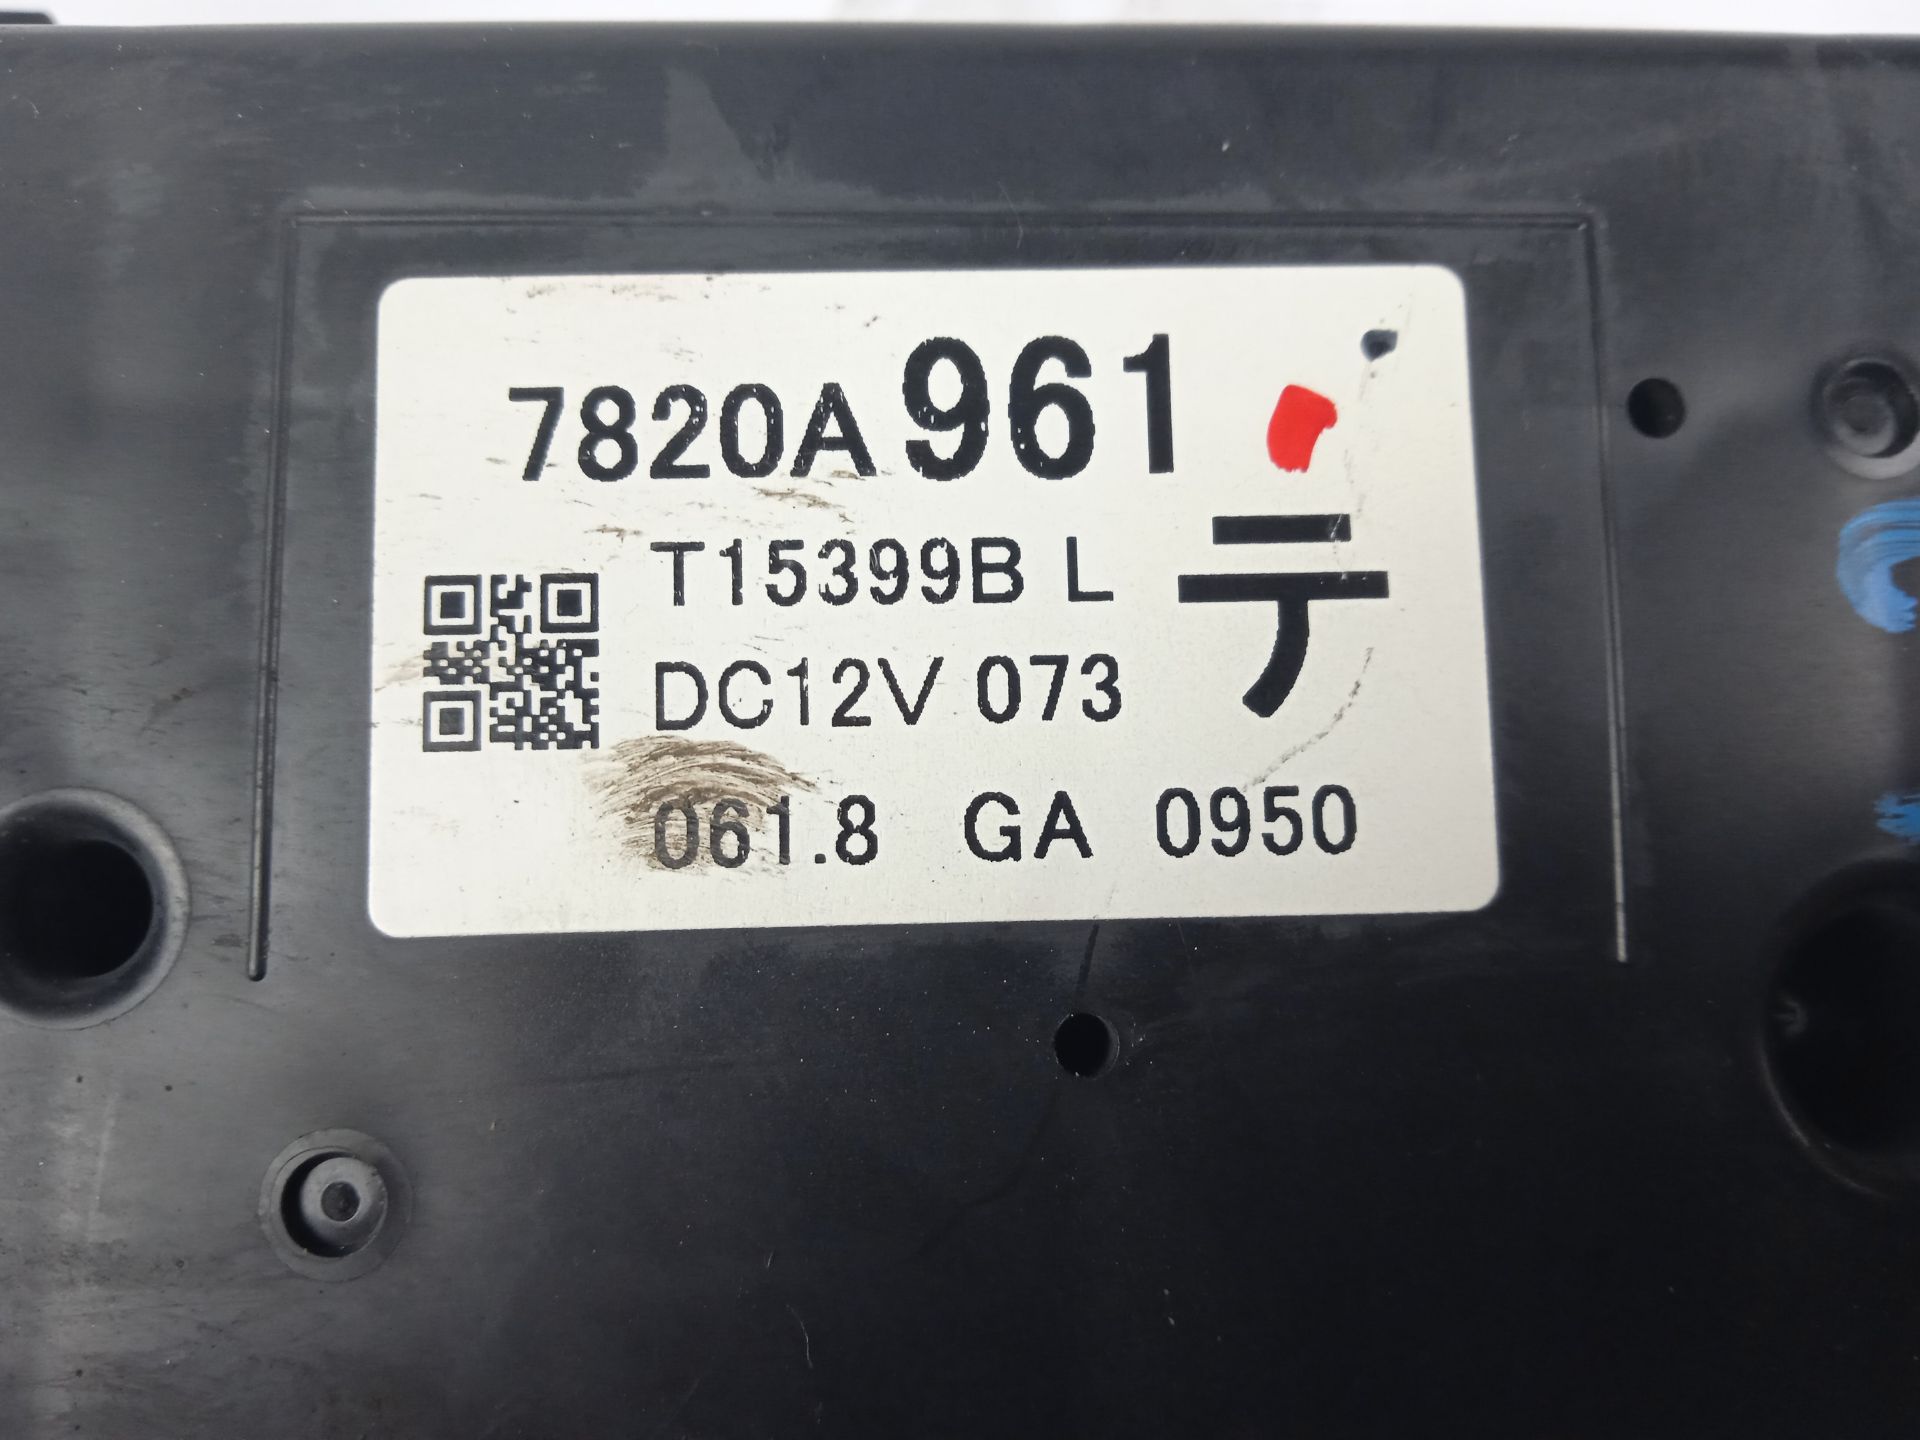 7820A961
テ
T15399B L
DC12V 073
061.8 GA 0950